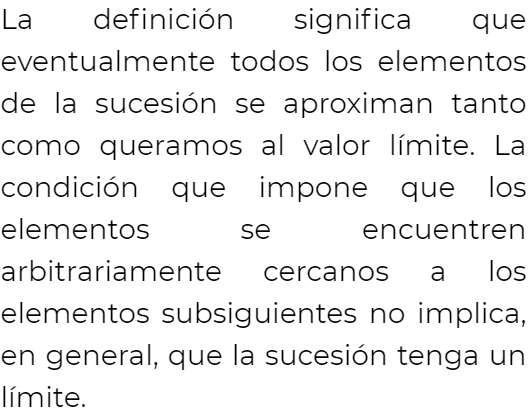 La definición significa que
eventualmente todos los elementos
de la sucesión se aproximan tanto
como queramos al valor límite. La
condición que impone que los
elementos se encuentren
arbitrariamente cercanos a los
elementos subsiguientes no implica,
en general, que la sucesión tenga un
límite.